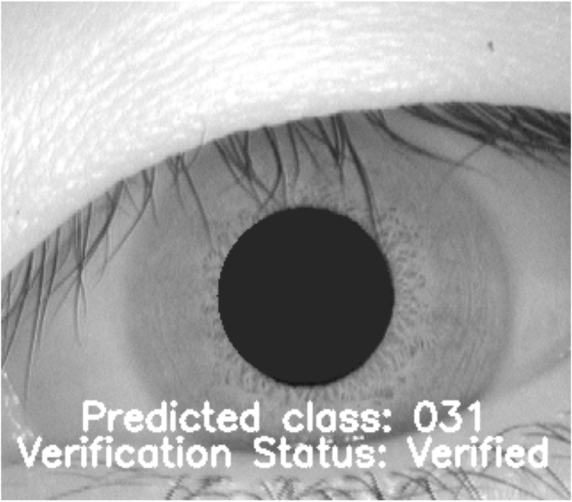 Predicted class: 031
Verification Status: Verified